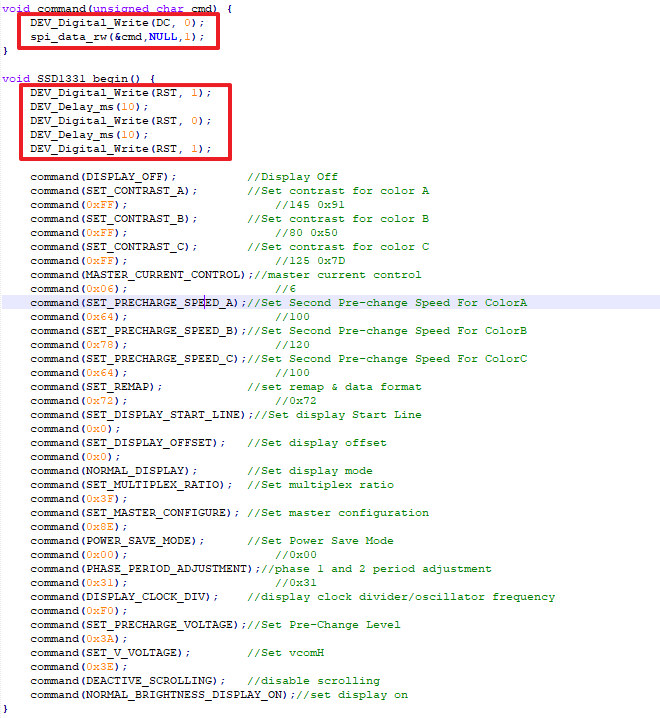 void command(unsigned char cmd) {
    DEV_Digital_Write(DC, 0);
    spi_data_rw(&cmd,NULL,1);
}
void SSD1331_begin() {
    DEV_Digital_Write(RST, 1);
    DEV_Delay_ms(10);
    DEV_Digital_Write(RST, 0);
    DEV_Delay_ms(10);
    DEV_Digital_Write(RST, 1);
    command(DISPLAY_OFF);          //Display Off
    command(SET_CONTRAST_A);       //Set contrast for color A
    command(0xFF);                     //145 0x91
    command(SET_CONTRAST_B);       //Set contrast for color B
    command(0xFF);                     //80 0x50
    command(SET_CONTRAST_C);       //Set contrast for color C
    command(0xFF);                     //125 0x7D
    command(MASTER_CURRENT_CONTROL);//master current control
    command(0x06);                     //6
    command(SET_PRECHARGE_SPEED_A);//Set Second Pre-change Speed For ColorA
    command(0x64);                     //100
    command(SET_PRECHARGE_SPEED_B);//Set Second Pre-change Speed For ColorB
    command(0x78);                     //120
    command(SET_PRECHARGE_SPEED_C);//Set Second Pre-change Speed For ColorC
    command(0x64);                     //100
    command(SET_REMAP);            //set remap & data format
    command(0x72);                     //0x72
    command(SET_DISPLAY_START_LINE);//Set display Start Line
    command(0x0);
    command(SET_DISPLAY_OFFSET);   //Set display offset
    command(0x0);
    command(NORMAL_DISPLAY);       //Set display mode
    command(SET_MULTIPLEX_RATIO);  //Set multiplex ratio
    command(0x3F);
    command(SET_MASTER_CONFIGURE); //Set master configuration
    command(0x8E);
    command(POWER_SAVE_MODE);      //Set Power Save Mode
    command(0x00);                     //0x00
    command(PHASE_PERIOD_ADJUSTMENT);//phase 1 and 2 period adjustment
    command(0x31);                     //0x31
    command(DISPLAY_CLOCK_DIV);    //display clock divider/oscillator frequency
    command(0xF0);
    command(SET_PRECHARGE_VOLTAGE);//Set Pre-Change Level
    command(0x3A);
    command(SET_V_VOLTAGE);        //Set vcomH
    command(0x3E);
    command(DEACTIVE_SCROLLING);   //disable scrolling
    command(NORMAL_BRIGHTNESS_DISPLAY_ON);//set display on
}